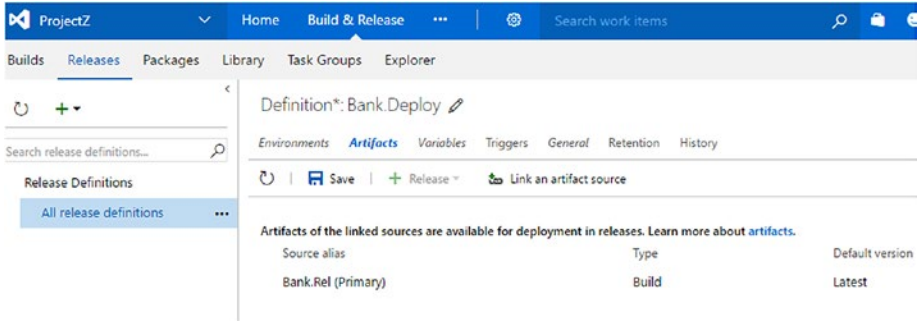 ProjectZ Home Build & Release ••• Search work items
Builds Releases Packages Library Task Groups Explorer
Definition*: Bank.Deploy
Search release definitions...
Environments Artifacts Variables Triggers General Retention History
Release Definitions
Save + Release Link an artifact source
All release definitions •••
Artifacts of the linked sources are available for deployment in releases. Learn more about artifacts.
Source alias Type Default version
Bank.Rel (Primary) Build Latest